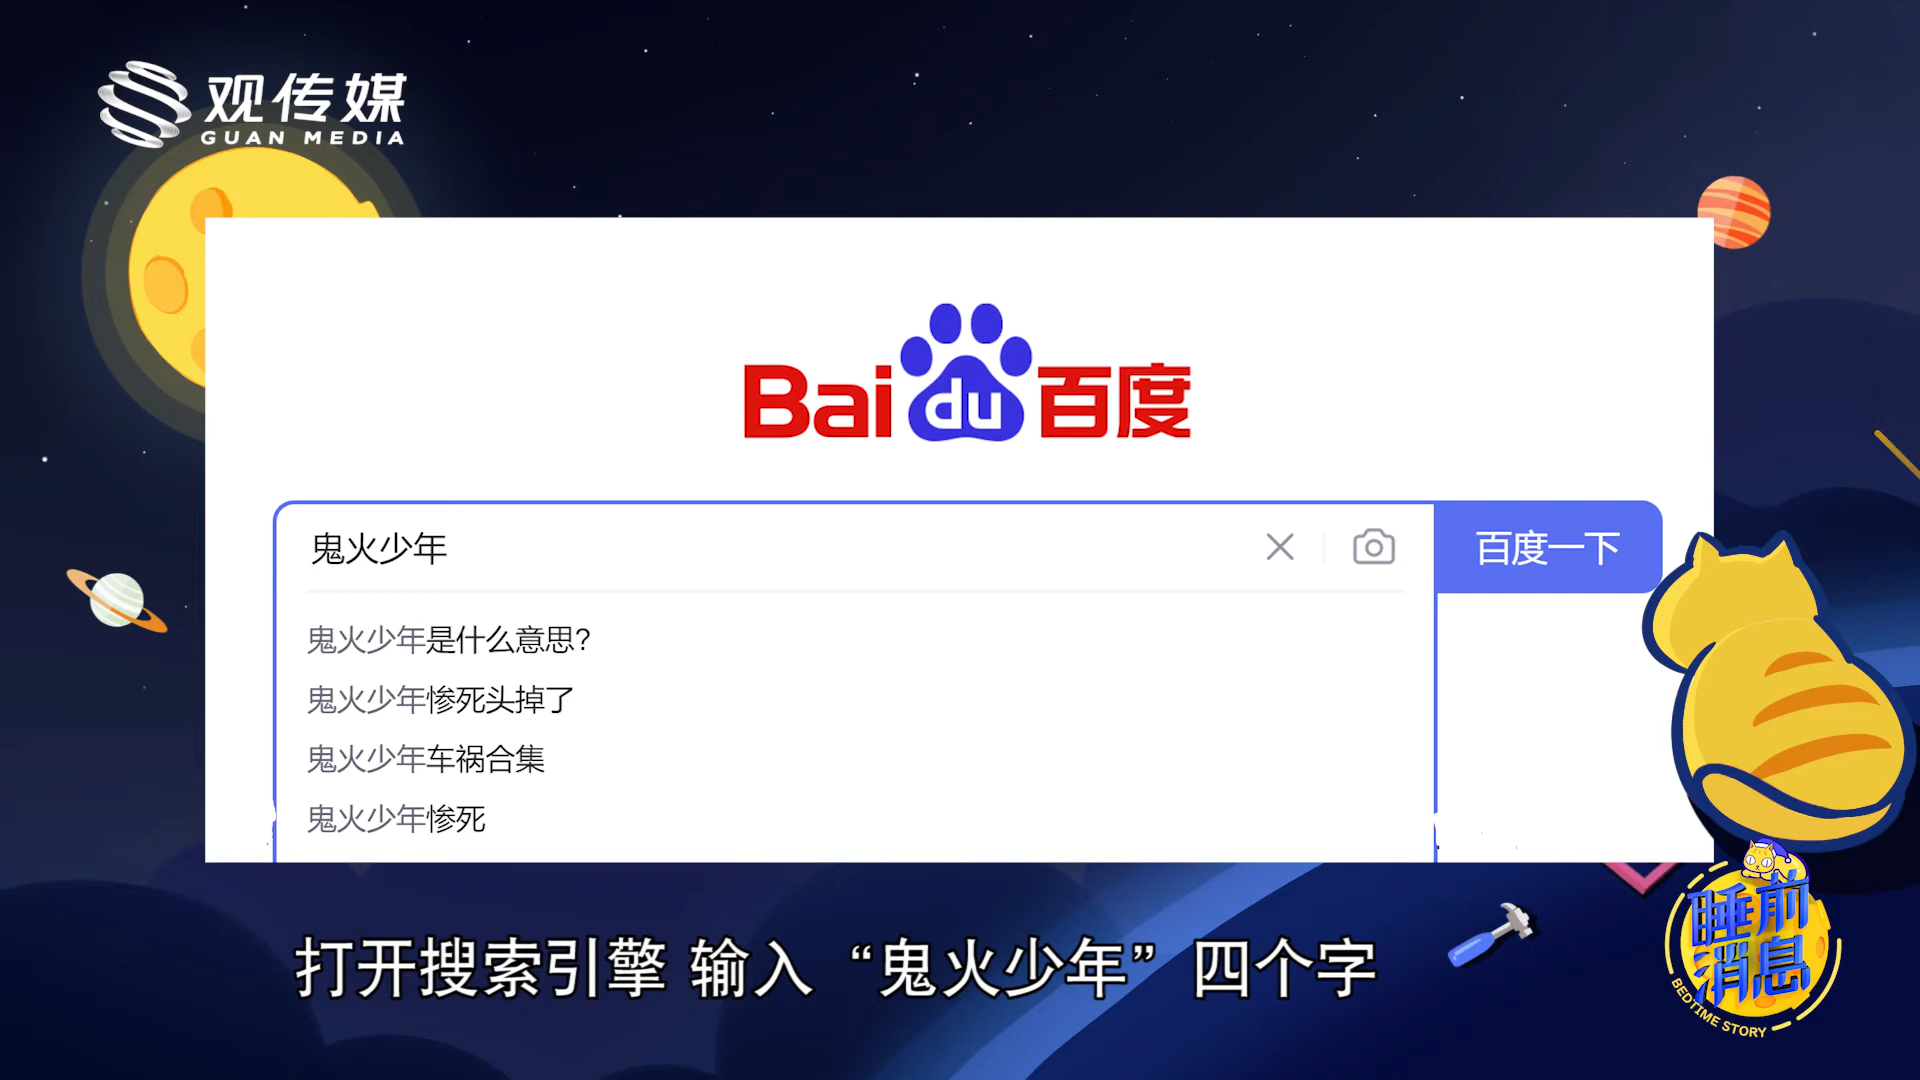 观传媒
GUAN MEDIA
Bai du 百度
鬼火少年
百度一下
鬼火少年是什么意思?
鬼火少年惨死头掉了
鬼火少年车祸合集
鬼火少年惨死
打开搜索引擎 输入“鬼火少年”四个字
睡前
消息
BEDTIME STORY